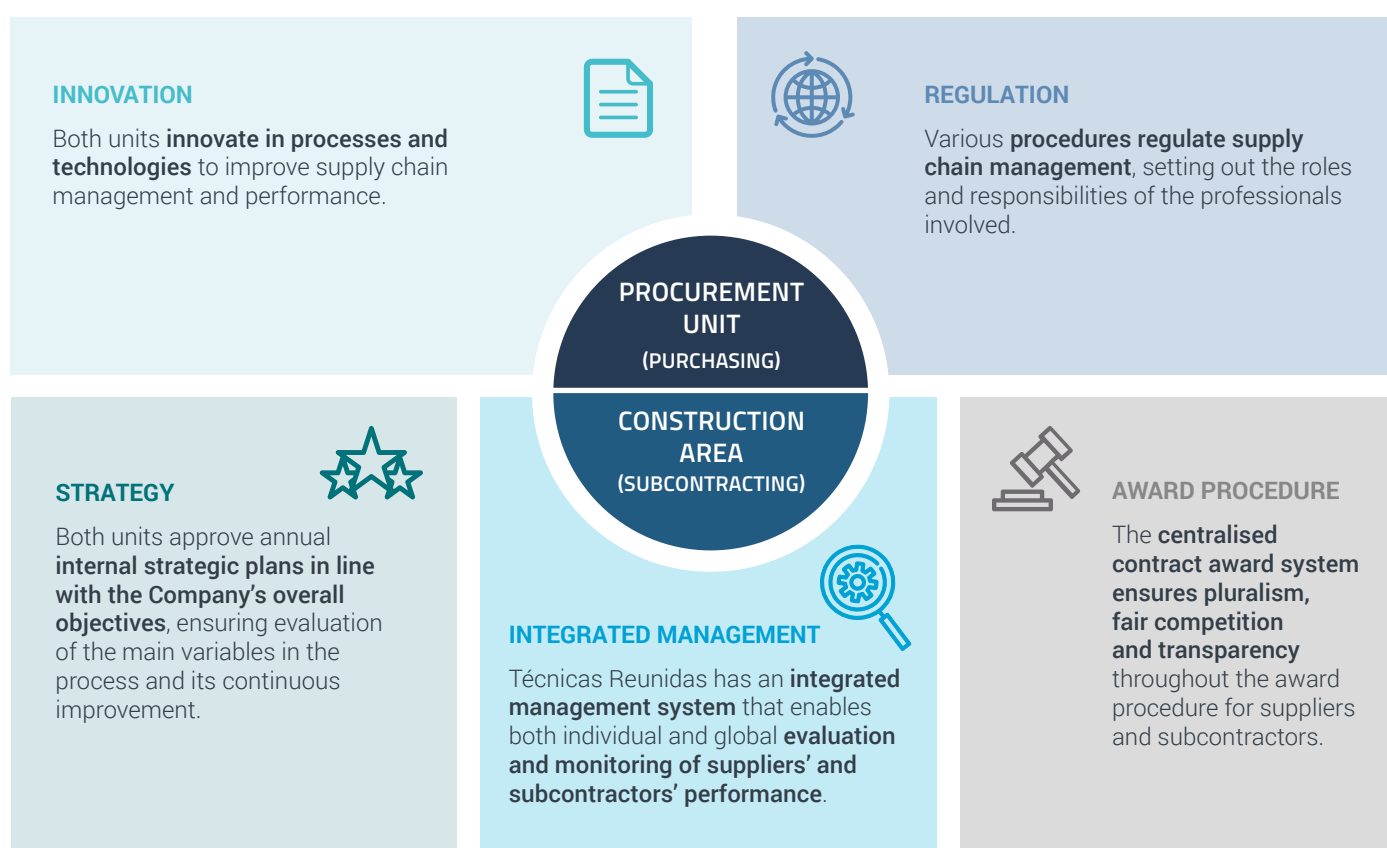 INNOVATION
Both units innovate in processes and
technologies to improve supply chain
management and performance.
REGULATION
Various procedures regulate supply
chain management, setting out the roles
and responsibilities of the professionals
involved.
PROCUREMENT
UNIT
(PURCHASING)
CONSTRUCTION
AREA
(SUBCONTRACTING)
STRATEGY
Both units approve annual
internal strategic plans in line
with the Company’s overall
objectives, ensuring evaluation
of the main variables in the
process and its continuous
improvement.
INTEGRATED MANAGEMENT
Técnicas Reunidas has an integrated
management system that enables
both individual and global evaluation
and monitoring of suppliers’ and
subcontractors’ performance.
AWARD PROCEDURE
The centralised
contract award system
ensures pluralism,
fair competition
and transparency
throughout the award
procedure for suppliers
and subcontractors.